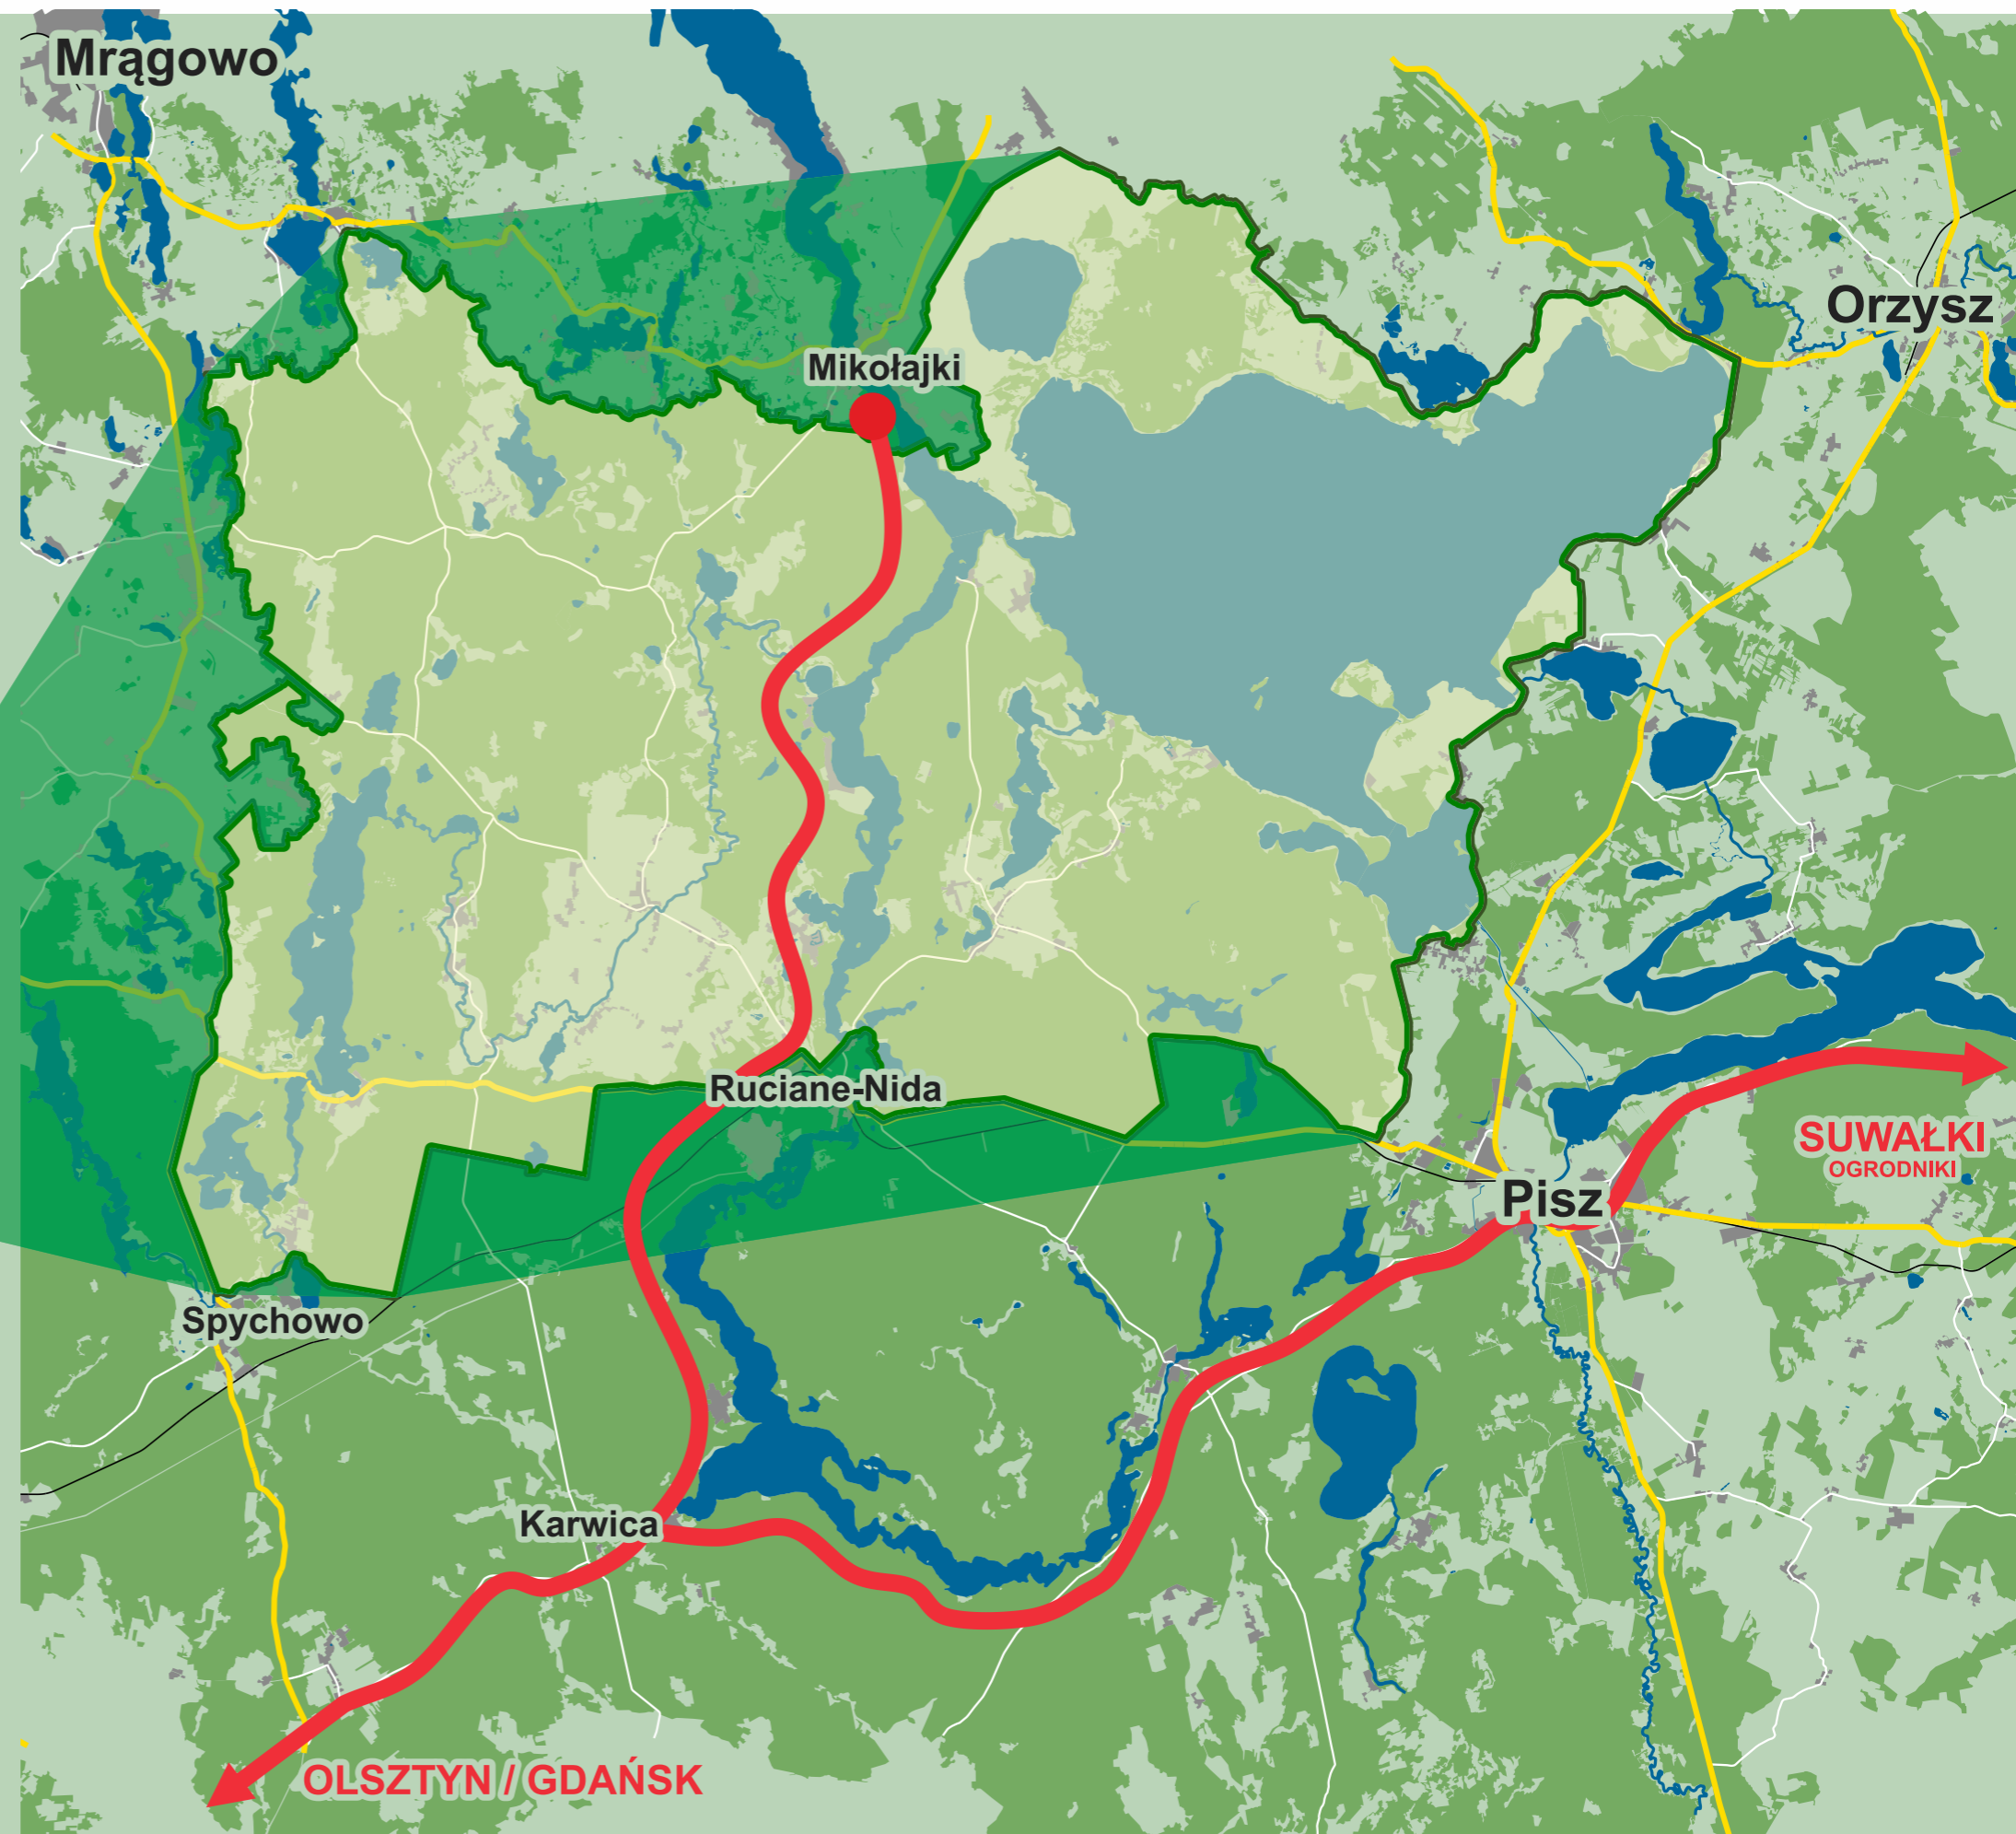 Mrągowo
Orzysz
Mikołajki
Ruciane-Nida
SUWAŁKI
OGRODNIKI
Pisz
Spychowo
Karwica
OLSZTYN / GDAŃSK